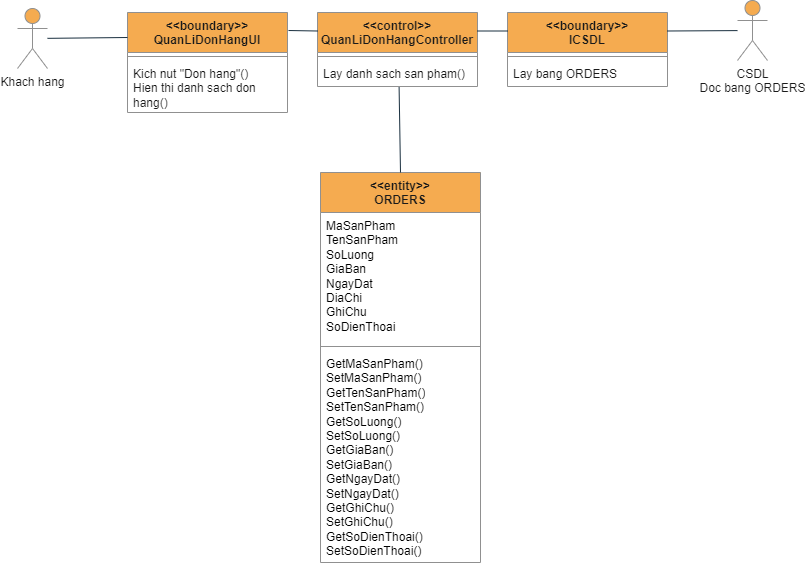 Khach hang
<<boundary>>
QuanLiDonHangUI
Kich nut "Don hang"()
Hien thi danh sach don
hang()
<<control>>
QuanLiDonHangController
Lay danh sach san pham()
<<boundary>>
ICSDL
Lay bang ORDERS
CSDL
Doc bang ORDERS
<<entity>>
ORDERS
MaSanPham
TenSanPham
SoLuong
GiaBan
NgayDat
DiaChi
GhiChu
SoDienThoai
GetMaSanPham()
SetMaSanPham()
GetTenSanPham()
SetTenSanPham()
GetSoLuong()
SetSoLuong()
GetGiaBan()
SetGiaBan()
GetNgayDat()
SetNgayDat()
GetGhiChu()
SetGhiChu()
GetSoDienThoai()
SetSoDienThoai()